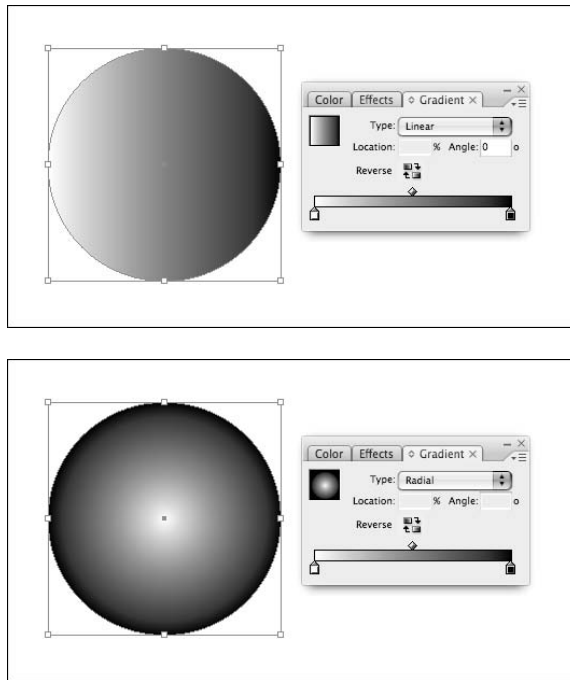 Color Effects Gradient
Type: Linear
Location: % Angle: 0 o
Reverse
Color Effects Gradient
Type: Radial
Location: % Angle: o
Reverse